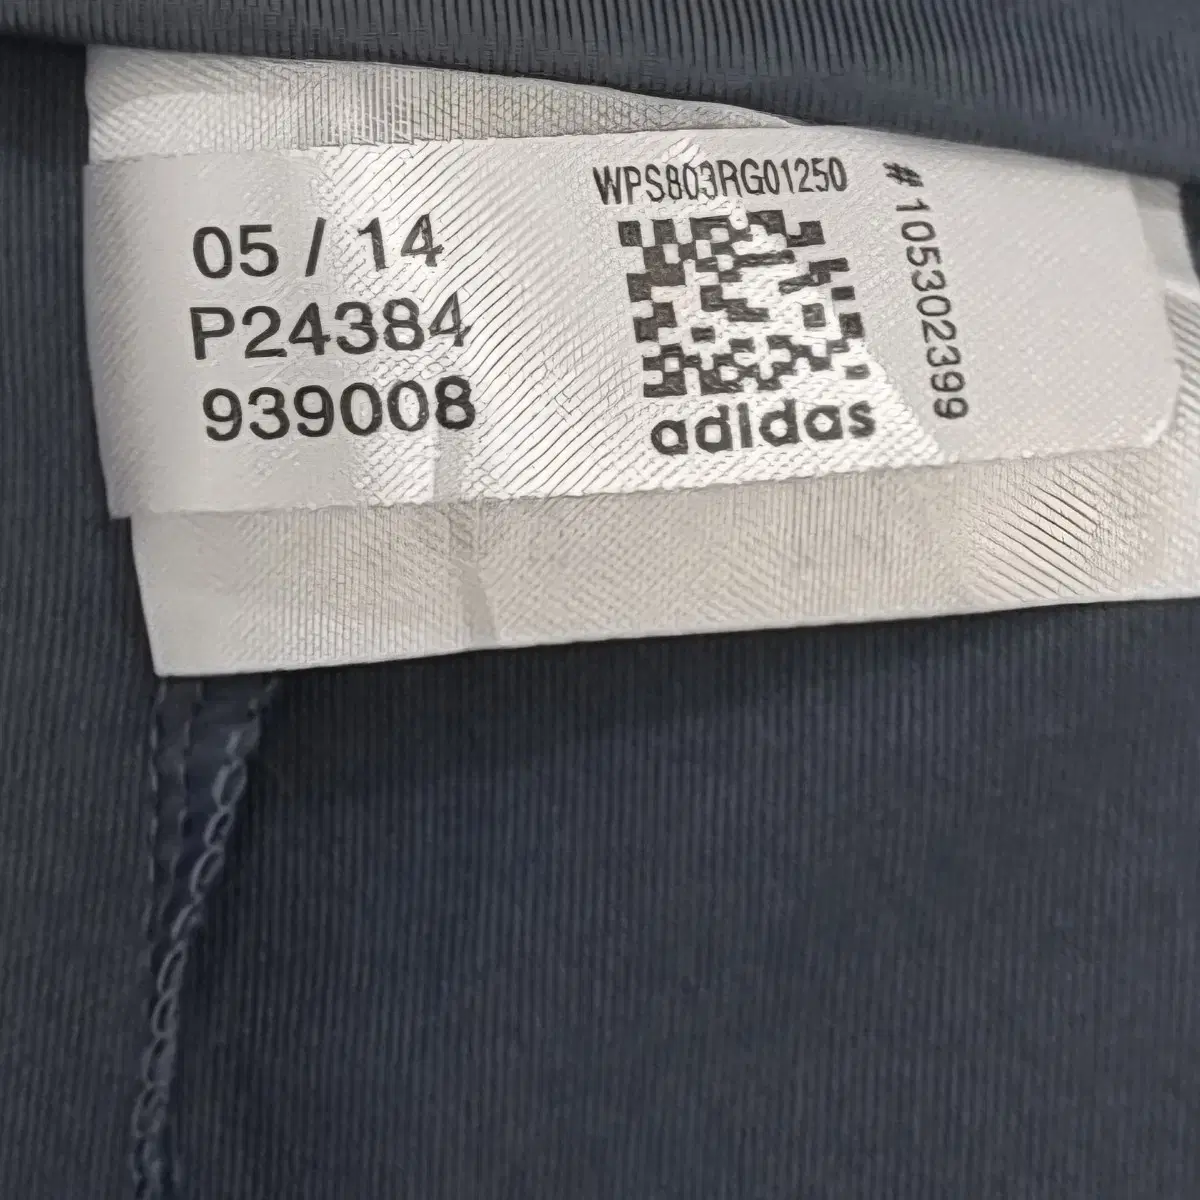 05 / 14
P24384
939008
WPS803RG01250
adidas
#105302399